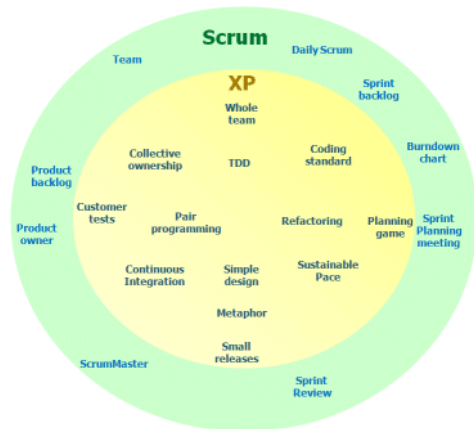 Scrum
Team
Daily Scrum
XP
Sprint
backlog
Whole
team
Collective
ownership
TDD
Coding
standard
Burndown
chart
Product
backlog
Customer
tests
Pair
programming
Refactoring
Planning
game
Sprint
Planning
meeting
Product
owner
Continuous
Integration
Simple
design
Sustainable
Pace
Metaphor
Small
releases
ScrumMaster
Sprint
Review